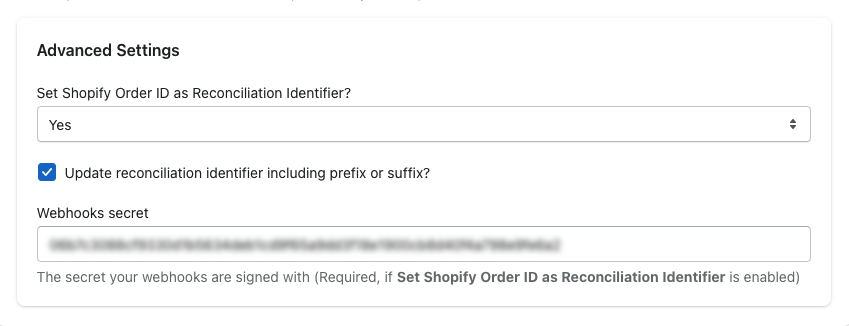 Advanced Settings
Set Shopify Order ID as Reconciliation Identifier?
Yes
Update reconciliation identifier including prefix or suffix?
Webhooks secret
The secret your webhooks are signed with (Required, if Set Shopify Order ID as Reconciliation Identifier is enabled)